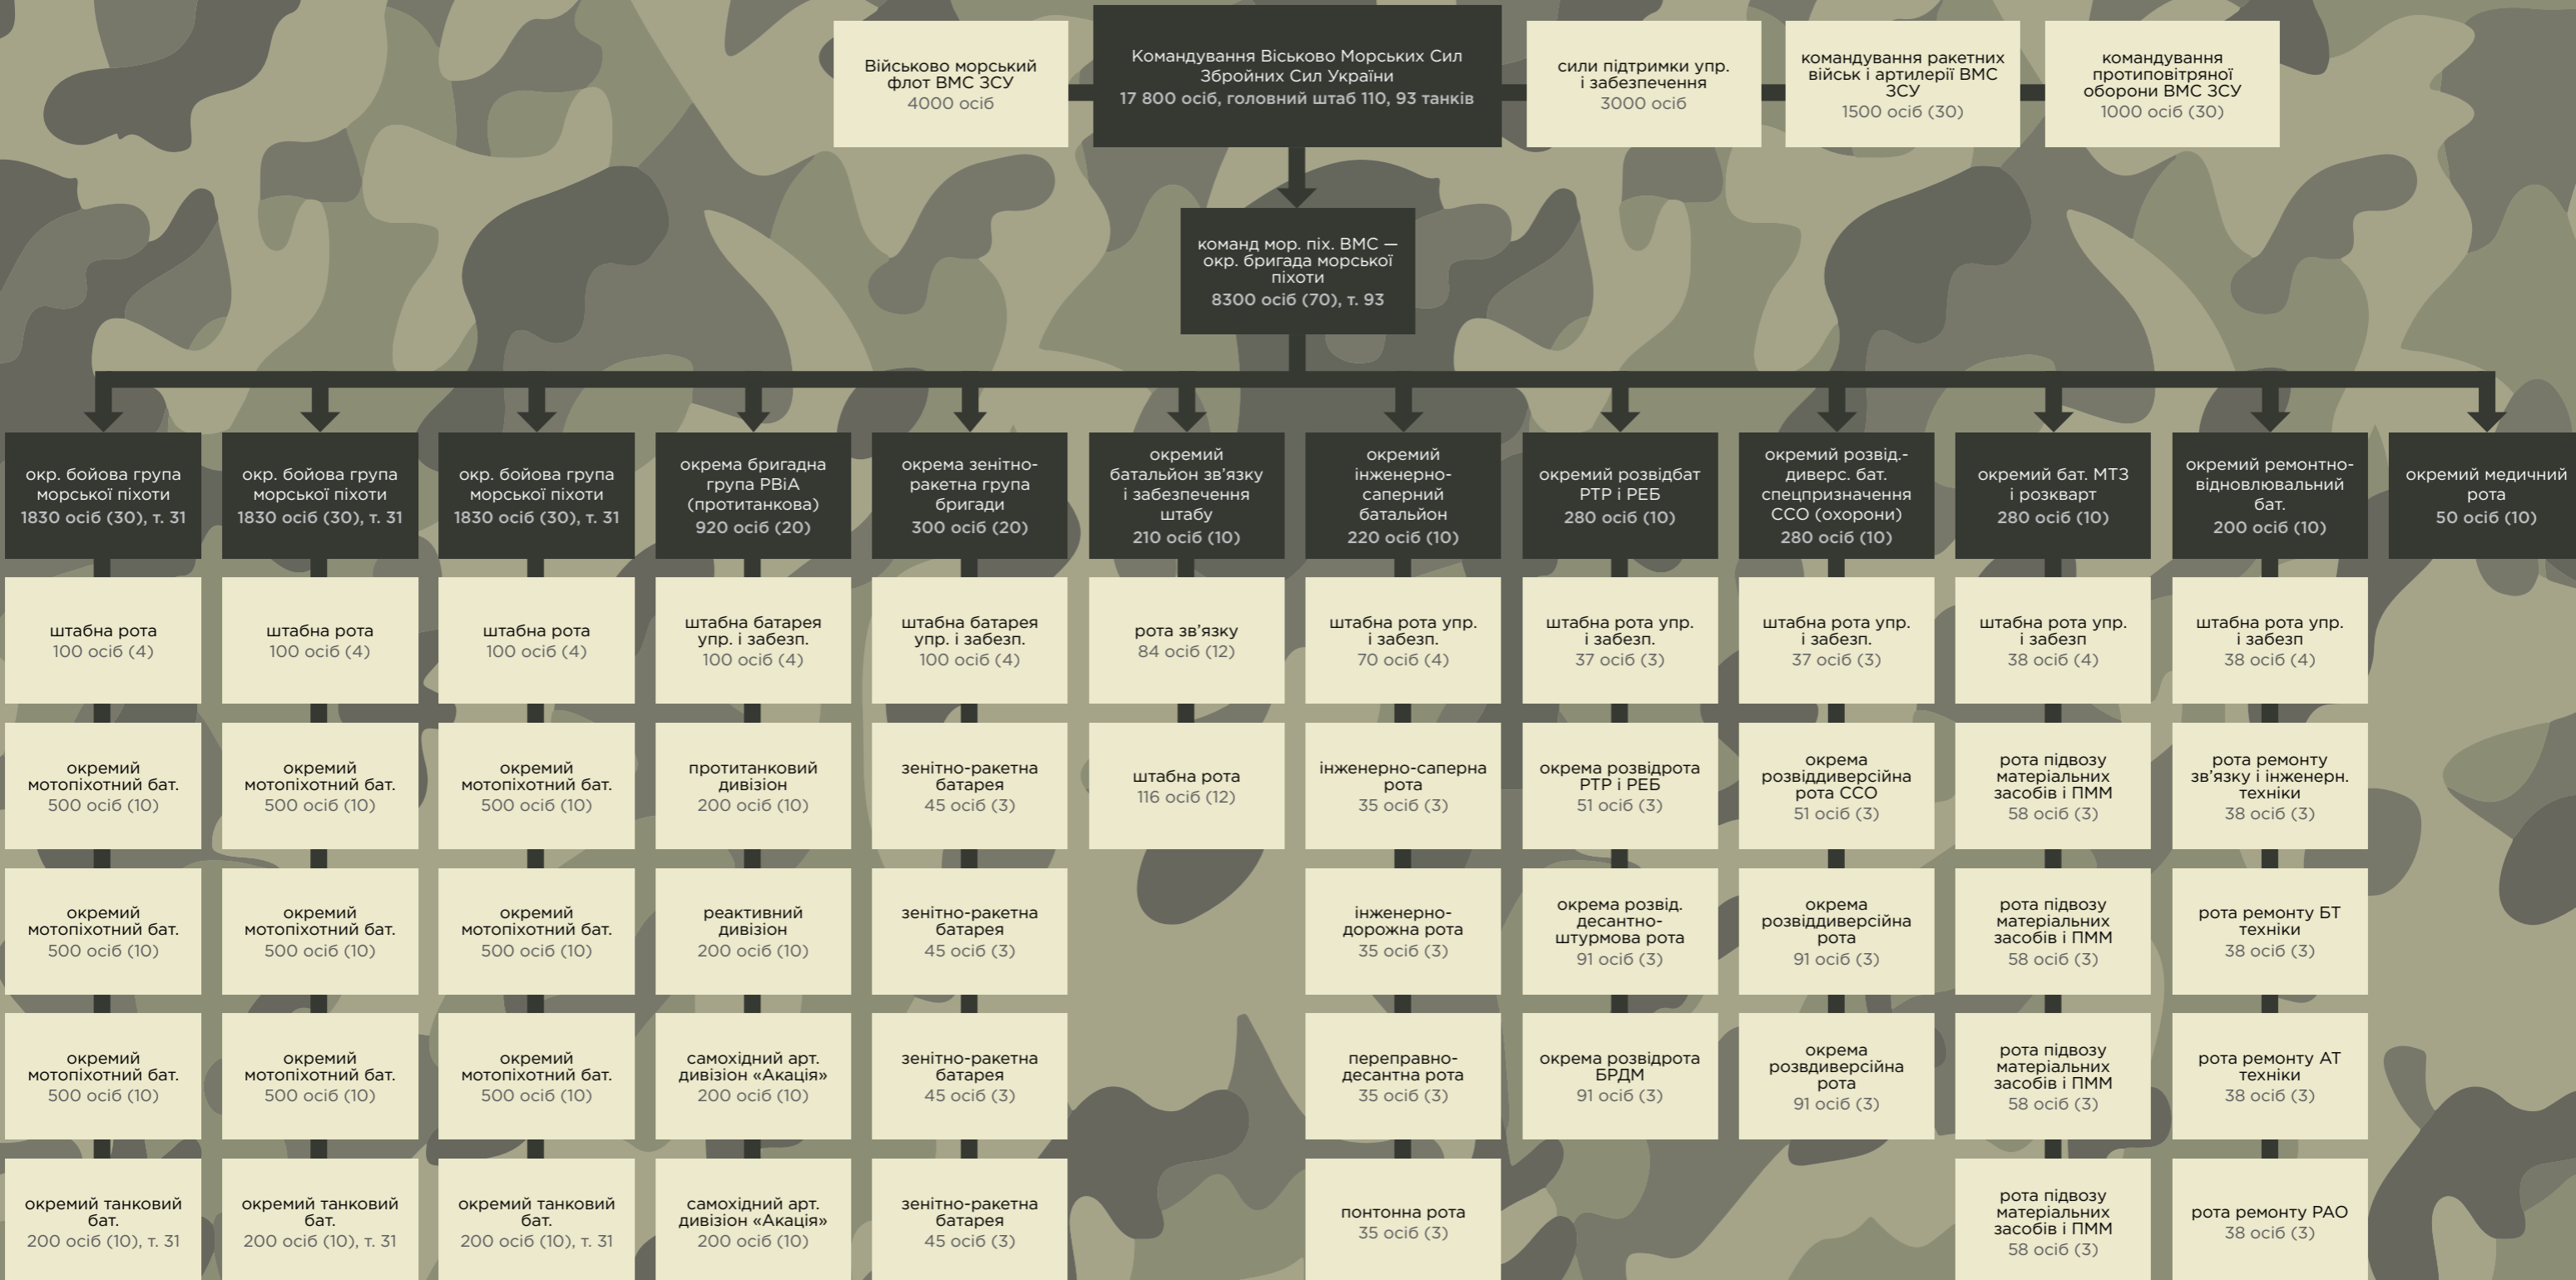 Військово морський
флот ВМС ЗСУ
4000 осіб
Командування Віськово Морських Сил
Збройних Сил України
17 800 осіб, головний штаб 110, 93 танків
сили підтримки упр.
і забезпечення
3000 осіб
командування ракетних
військ і артилерії ВМС
ЗСУ
1500 осіб (30)
командування
протиповітряної
оборони ВМС ЗСУ
1000 осіб (30)
команд мор. піх. ВМС —
окр. бригада морської
піхоти
8300 осіб (70), т. 93
окр. бойова група
морської піхоти
1830 осіб (30), т. 31
окр. бойова група
морської піхоти
1830 осіб (30), т. 31
окр. бойова група
морської піхоти
1830 осіб (30), т. 31
окрема бригадна
група РВіА
(протитанкова)
920 осіб (20)
окрема зенітно-
ракетна група
бригади
300 осіб (20)
окремий
батальйон зв’язку
і забезпечення
штабу
210 осіб (10)
окремий
інженерно-
саперний
батальйон
220 осіб (10)
окремий розвідбат
РТР і РЕБ
280 осіб (10)
окремий розвід.-
диверс. бат.
спецпризначення
ССО (охорони)
280 осіб (10)
окремий бат. МТЗ
і розкварт
280 осіб (10)
окремий ремонтно-
відновлювальний
бат.
200 осіб (10)
окремий медичний
рота
50 осіб (10)
штабна рота
100 осіб (4)
штабна рота
100 осіб (4)
штабна рота
100 осіб (4)
штабна батарея
упр. і забезп.
100 осіб (4)
штабна батарея
упр. і забезп.
100 осіб (4)
рота зв’язку
84 осіб (12)
штабна рота упр.
і забезп.
70 осіб (4)
штабна рота упр.
і забезп.
37 осіб (3)
штабна рота упр.
і забезп.
37 осіб (3)
штабна рота упр.
і забезп
38 осіб (4)
штабна рота упр.
і забезп
38 осіб (4)
окремий
мотопіхотний бат.
500 осіб (10)
окремий
мотопіхотний бат.
500 осіб (10)
окремий
мотопіхотний бат.
500 осіб (10)
протитанковий
дивізіон
200 осіб (10)
зенітно-ракетна
батарея
45 осіб (3)
штабна рота
116 осіб (12)
інженерно-саперна
рота
35 осіб (3)
окрема розвідрота
РТР і РЕБ
51 осіб (3)
окрема
розвіддиверсійна
рота ССО
51 осіб (3)
рота підвозу
матеріальних
засобів і ПММ
58 осіб (3)
рота ремонту
зв’язку і інженерн.
техніки
38 осіб (3)
окремий
мотопіхотний бат.
500 осіб (10)
окремий
мотопіхотний бат.
500 осіб (10)
окремий
мотопіхотний бат.
500 осіб (10)
реактивний
дивізіон
200 осіб (10)
зенітно-ракетна
батарея
45 осіб (3)
інженерно-
дорожна рота
35 осіб (3)
окрема розвід.
десантно-
штурмова рота
91 осіб (3)
окрема
розвіддиверсійна
рота
91 осіб (3)
рота підвозу
матеріальних
засобів і ПММ
58 осіб (3)
рота ремонту БТ
техніки
38 осіб (3)
окремий
мотопіхотний бат.
500 осіб (10)
окремий
мотопіхотний бат.
500 осіб (10)
окремий
мотопіхотний бат.
500 осіб (10)
самохідний арт.
дивізіон «Акація»
200 осіб (10)
зенітно-ракетна
батарея
45 осіб (3)
переправно-
десантна рота
35 осіб (3)
окрема розвідрота
БРДМ
91 осіб (3)
окрема
розвдиверсійна
рота
91 осіб (3)
рота підвозу
матеріальних
засобів і ПММ
58 осіб (3)
рота ремонту АТ
техніки
38 осіб (3)
окремий танковий
бат.
200 осіб (10), т. 31
окремий танковий
бат.
200 осіб (10), т. 31
окремий танковий
бат.
200 осіб (10), т. 31
самохідний арт.
дивізіон «Акація»
200 осіб (10)
зенітно-ракетна
батарея
45 осіб (3)
понтонна рота
35 осіб (3)
рота підвозу
матеріальних
засобів і ПММ
58 осіб (3)
рота ремонту РАО
38 осіб (3)